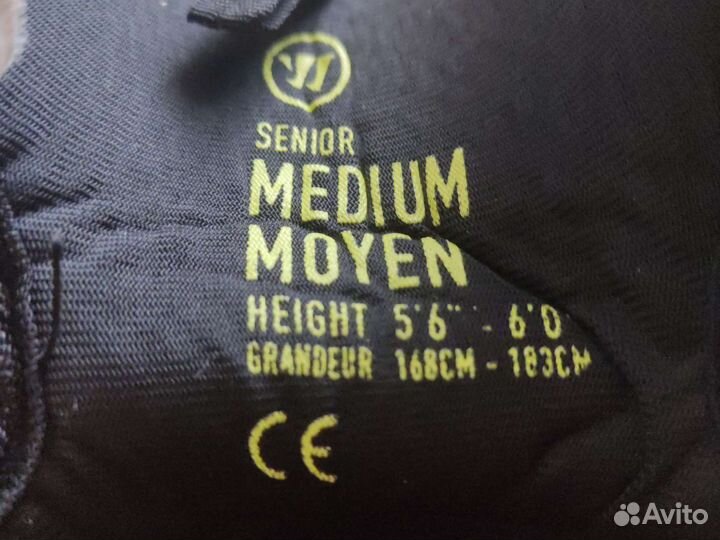 SENIOR
MEDIUM
MOYEN
HEIGHT 5'6" - 6'0
GRANDEUR 168CM - 183CM
CE
Avito